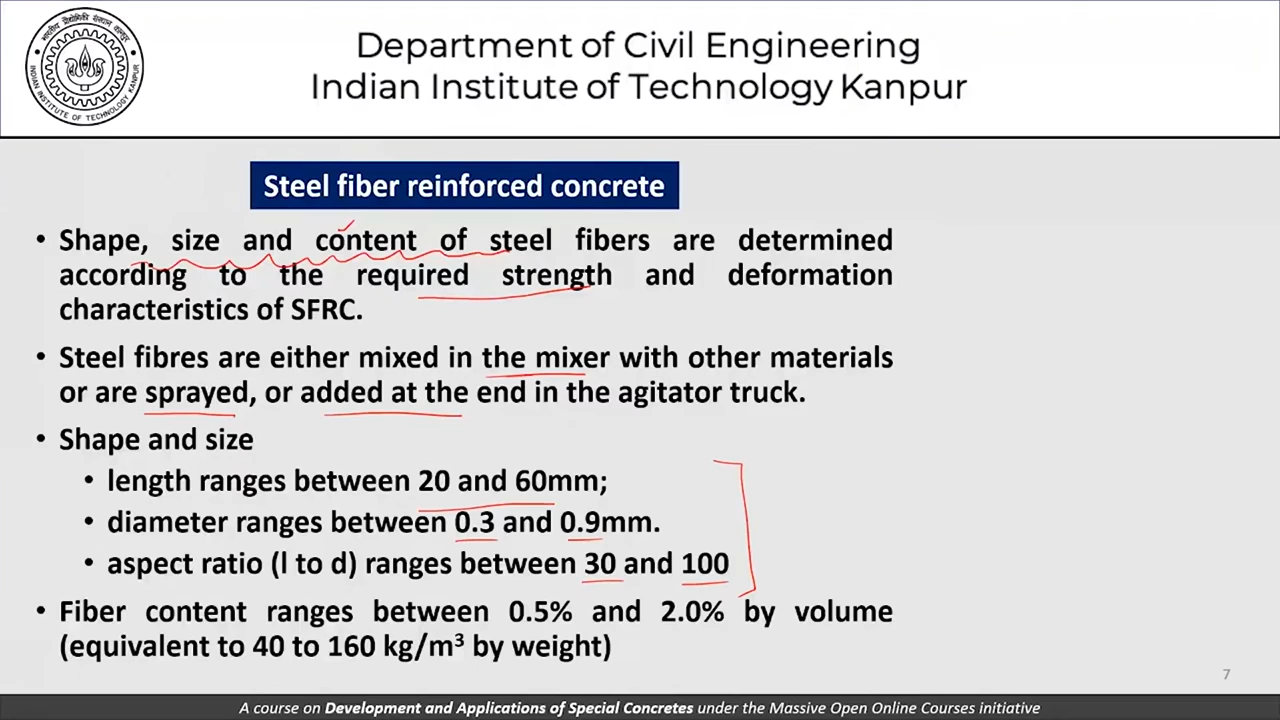 Department of Civil Engineering
Indian Institute of Technology Kanpur
INDIAN INSTITUTE OF TECHNOLOGY KANPUR
Steel fiber reinforced concrete
• Shape, size and content of steel fibers are determined
according to the required strength and deformation
characteristics of SFRC.
• Steel fibres are either mixed in the mixer with other materials
or are sprayed, or added at the end in the agitator truck.
• Shape and size
• length ranges between 20 and 60mm;
• diameter ranges between 0.3 and 0.9mm.
• aspect ratio (l to d) ranges between 30 and 100
• Fiber content ranges between 0.5% and 2.0% by volume
(equivalent to 40 to 160 kg/m³ by weight)
7
A course on Development and Applications of Special Concretes under the Massive Open Online Courses initiative